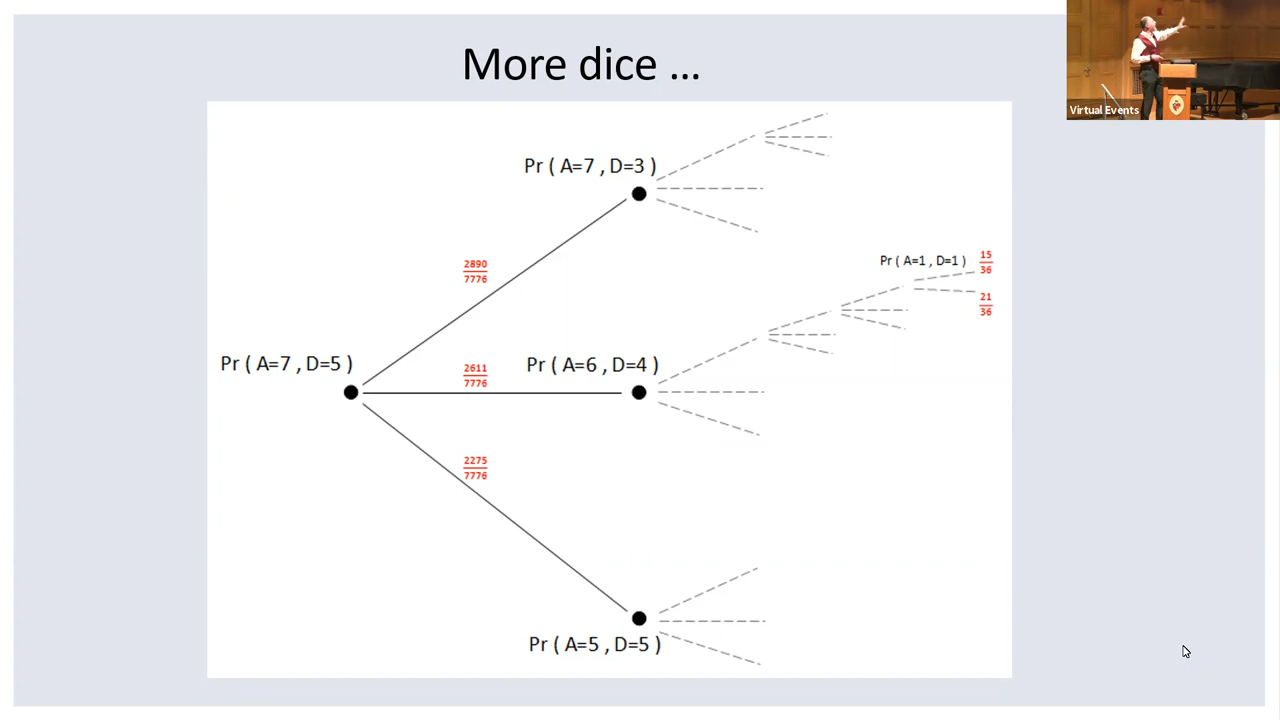 More dice ...
Virtual Events
Pr ( A=7 , D=3 )
2890
7776
Pr ( A=1 , D=1 )
15
36
21
36
Pr ( A=7 , D=5 )
2611
7776
Pr ( A=6 , D=4 )
2275
7776
Pr ( A=5 , D=5 )